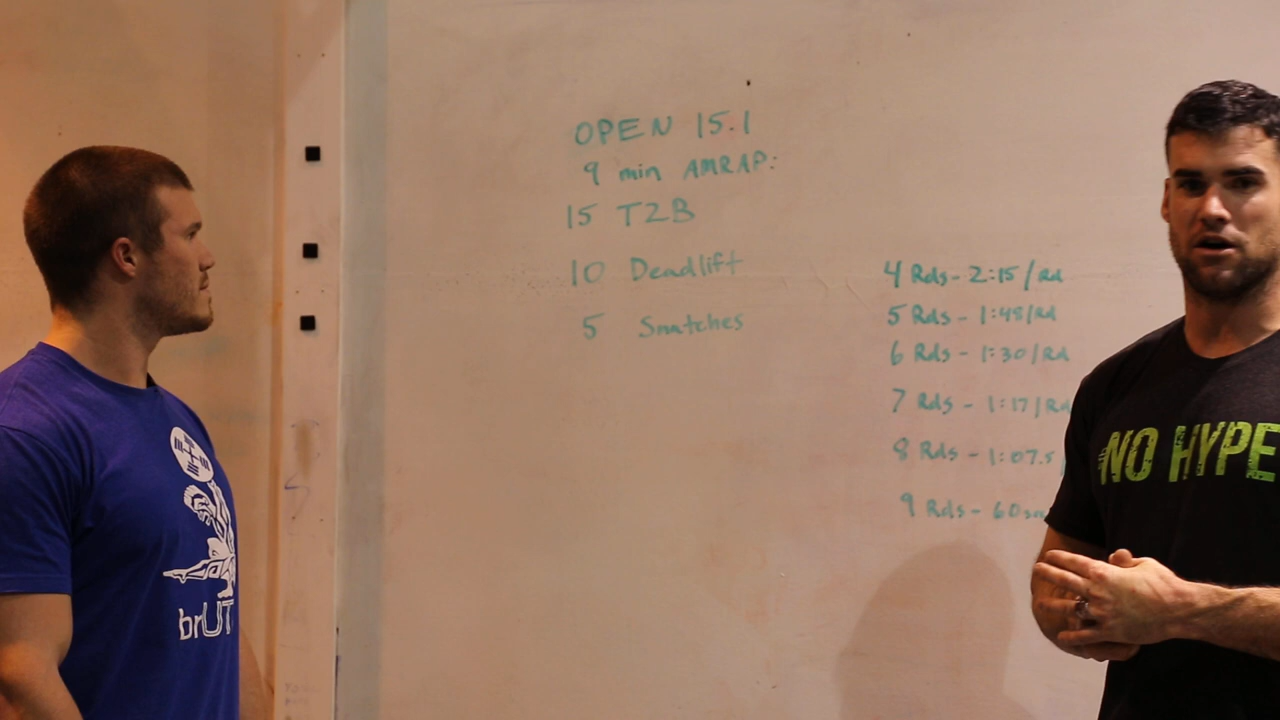 OPEN 15.1
9 min AMRAP:
15 T2B
10 Deadlift
5 Snatches
4 Rds - 2:15/Rd
5 Rds - 1:48/Rd
6 Rds - 1:30/Rd
7 Rds - 1:17/Rd
8 Rds - 1:07.5/
9 Rds - 60
brUT
NO HYPE